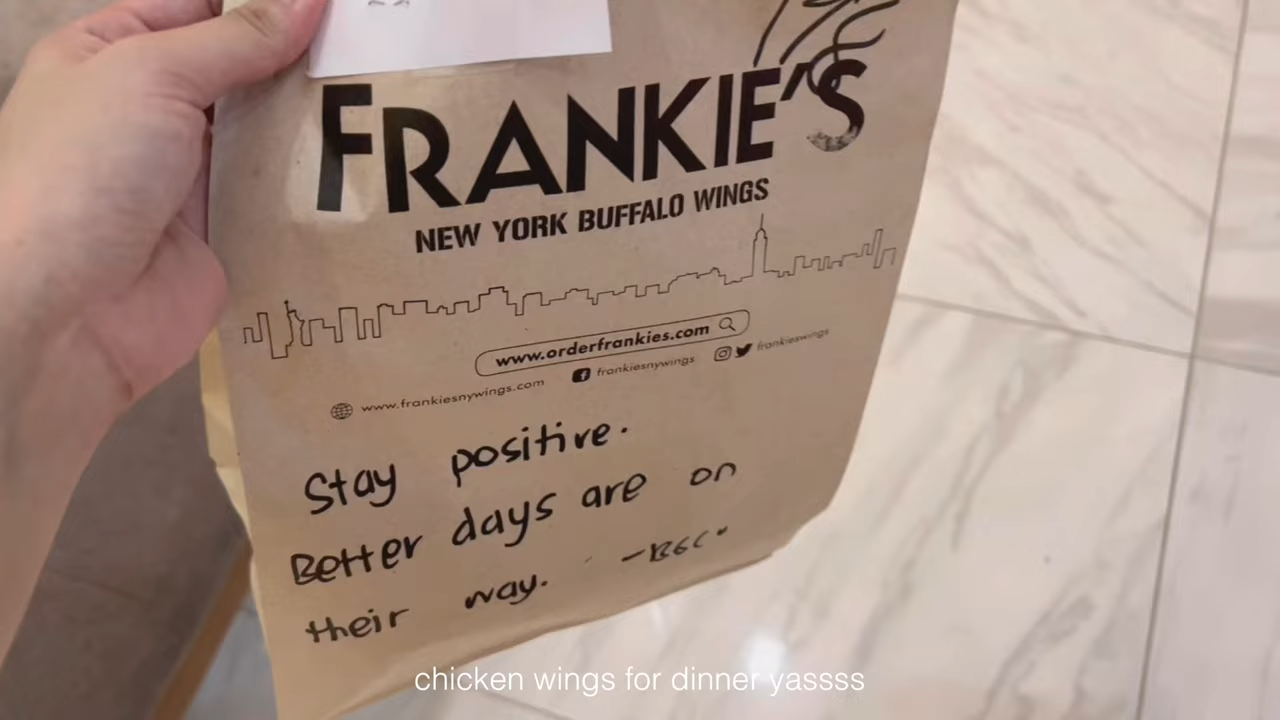 FRANKIE'S
NEW YORK BUFFALO WINGS
www.orderfrankies.com
www.frankiesnywings.com frankiesnywings frankieswings
Stay positive.
Better days are on
their way. -BGC
chicken wings for dinner yassss